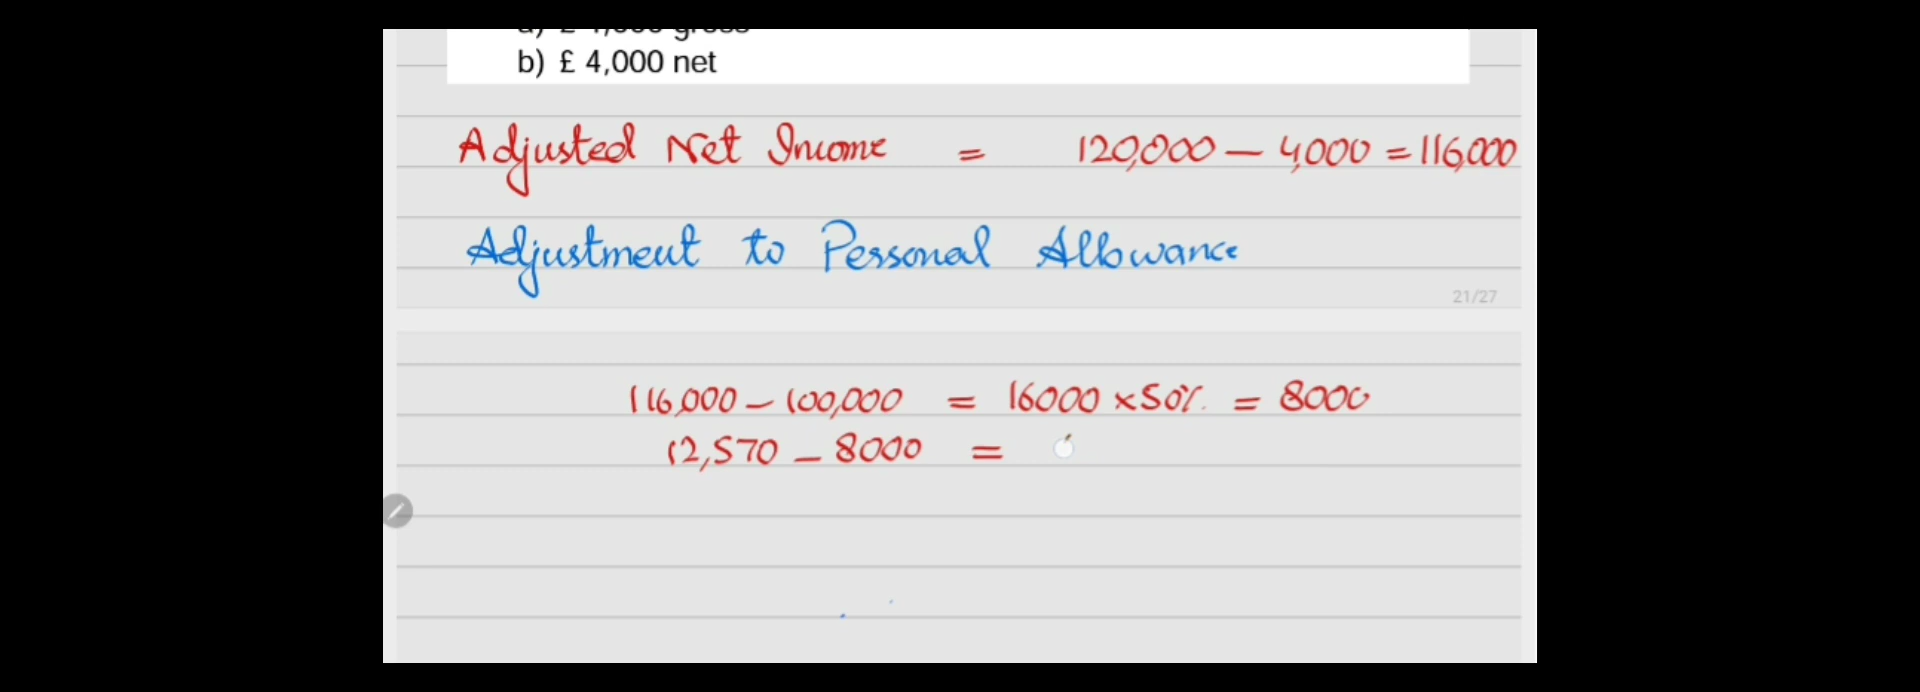 b) £ 4,000 net
Adjusted Net Income = 120,000 – 4,000 = 116,000
Adjustment to Personal Allowance
21/27
116,000 – 100,000 = 16000 × 50% = 8000
12,570 – 8000 =